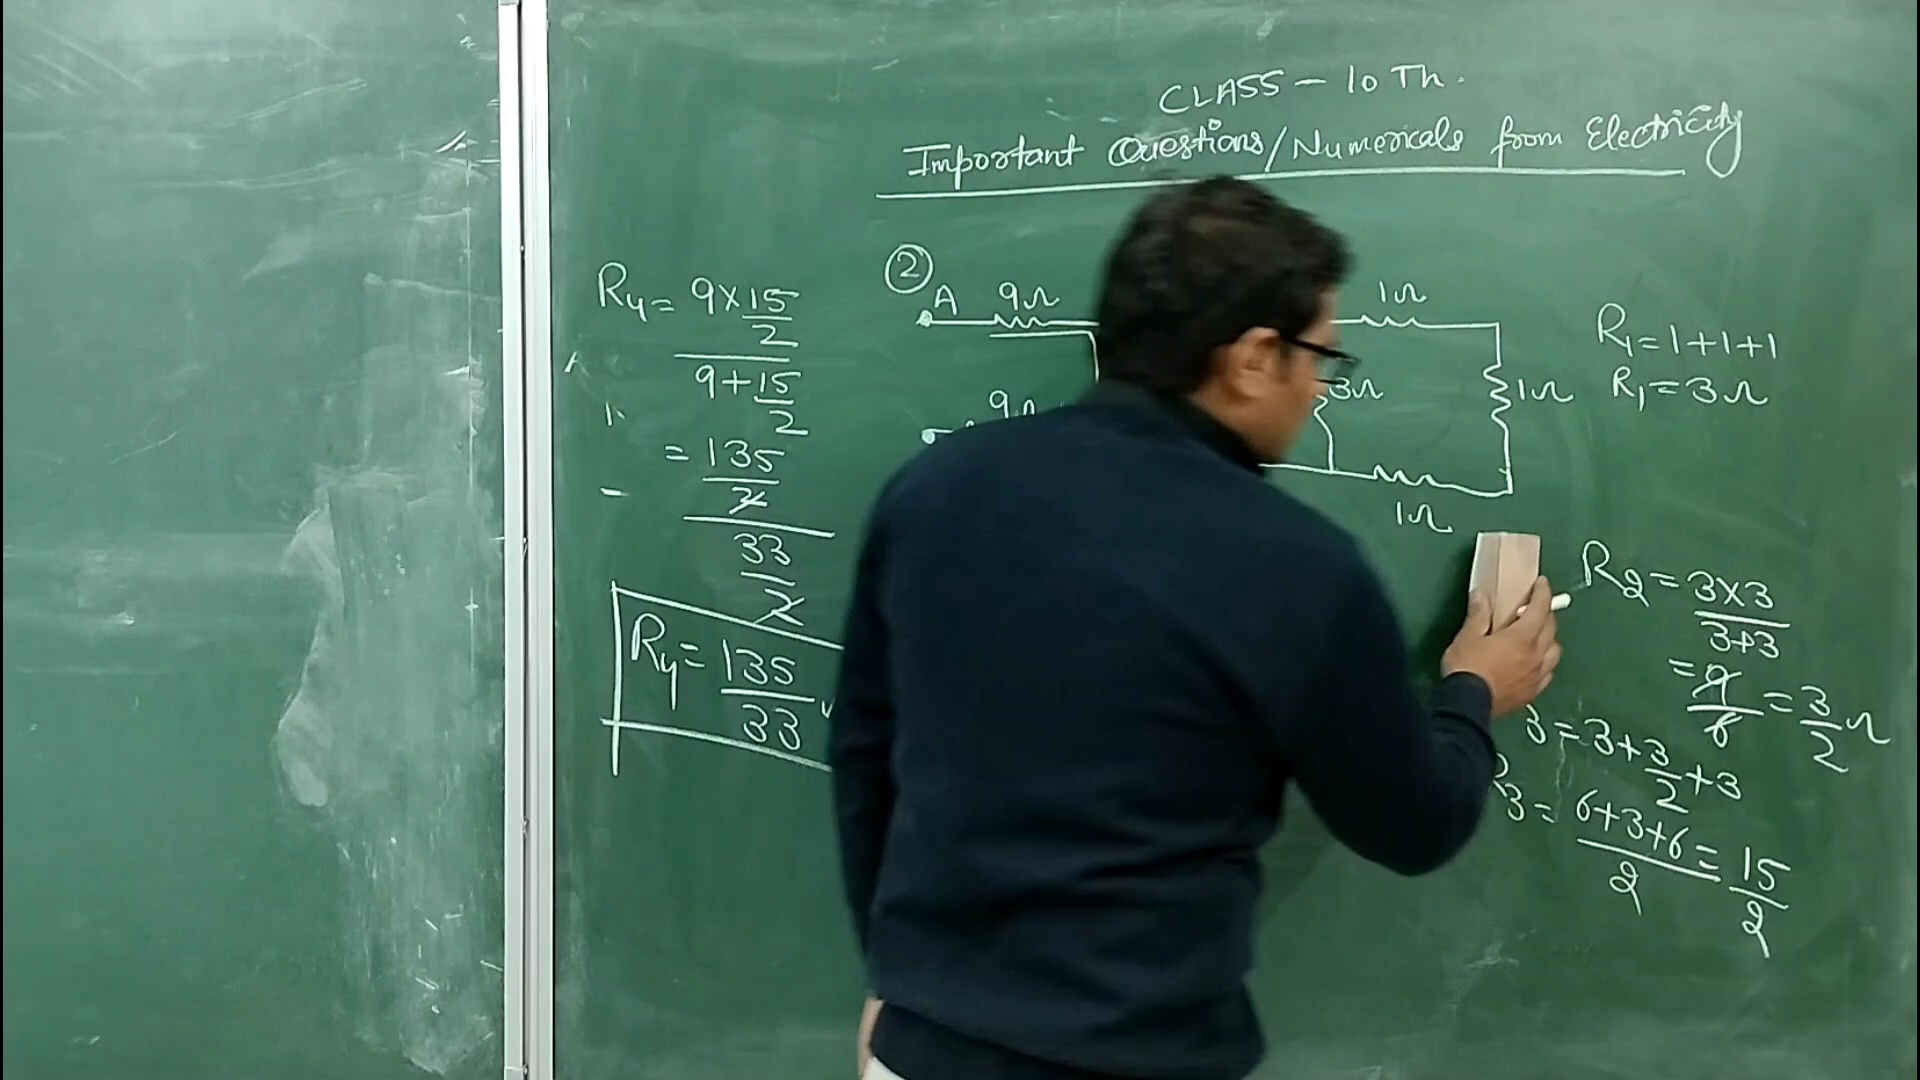 CLASS – 10 Th.
Important Questions/Numericals from Electricity
②
A 9Ω
9Ω
1Ω
3Ω
1Ω
1Ω
R₁=1+1+1
R₁=3Ω
R₄= 9×15/2
9+15/2
= 135/2
33/2
R₄= 135/33
R₂= 3×3/3+3
= 9/6 = 3/2 Ω
3= 3+3/2+3
3= 6+3+6/2 = 15/2